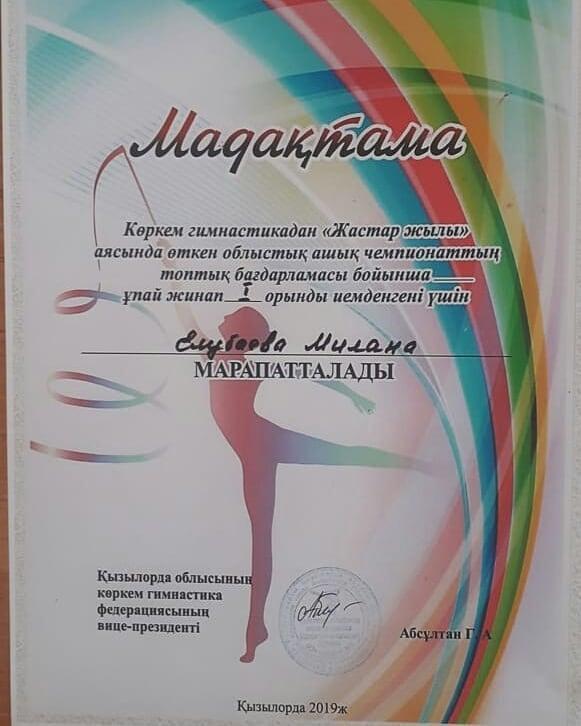 Мадақтама
Көркем гимнастикадан «Жастар жылы»
аясында өткен облыстық ашық чемпионаттың
топтық бағдарламасы бойынша
ұпай жинап I орынды иемденгені үшін
Елубаева Милана
МАРАПАТТАЛАДЫ
Қызылорда облысының
көркем гимнастика
федерациясының
вице-президенті
Абсұлтан Г. А
Қызылорда 2019ж